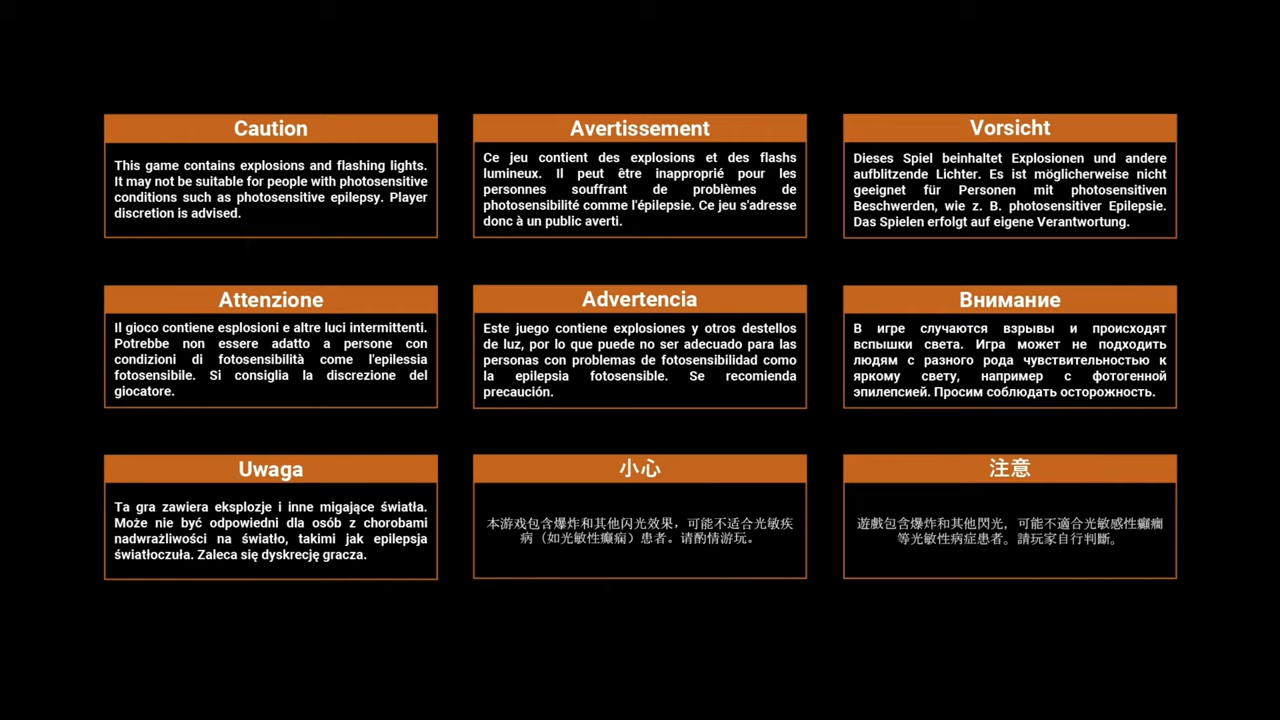 Caution
This game contains explosions and flashing lights.
It may not be suitable for people with photosensitive
conditions such as photosensitive epilepsy. Player
discretion is advised.
Avertissement
Ce jeu contient des explosions et des flashs
lumineux. Il peut être inapproprié pour les
personnes souffrant de problèmes de
photosensibilité comme l'épilepsie. Ce jeu s'adresse
donc à un public averti.
Vorsicht
Dieses Spiel beinhaltet Explosionen und andere
aufblitzende Lichter. Es ist möglicherweise nicht
geeignet für Personen mit photosensitiven
Beschwerden, wie z. B. photosensitiver Epilepsie.
Das Spielen erfolgt auf eigene Verantwortung.
Attenzione
Il gioco contiene esplosioni e altre luci intermittenti.
Potrebbe non essere adatto a persone con
condizioni di fotosensibilità come l'epilessia
fotosensibile. Si consiglia la discrezione del
giocatore.
Advertencia
Este juego contiene explosiones y otros destellos
de luz, por lo que puede no ser adecuado para las
personas con problemas de fotosensibilidad como
la epilepsia fotosensible. Se recomienda
precaución.
Внимание
В игре случаются взрывы и происходят
вспышки света. Игра может не подходить
людям с разного рода чувствительностью к
яркому свету, например с фотогенной
эпилепсией. Просим соблюдать осторожность.
Uwaga
Ta gra zawiera eksplozje i inne migające światła.
Może nie być odpowiedni dla osób z chorobami
nadwrażliwości na światło, takimi jak epilepsja
światłoczuła. Zaleca się dyskrecję gracza.
小心
本游戏包含爆炸和其他闪光效果，可能不适合光敏疾
病（如光敏性癫痫）患者。请酌情游玩。
注意
遊戲包含爆炸和其他閃光，可能不適合光敏感性癲癇
等光敏性病症患者。請玩家自行判斷。